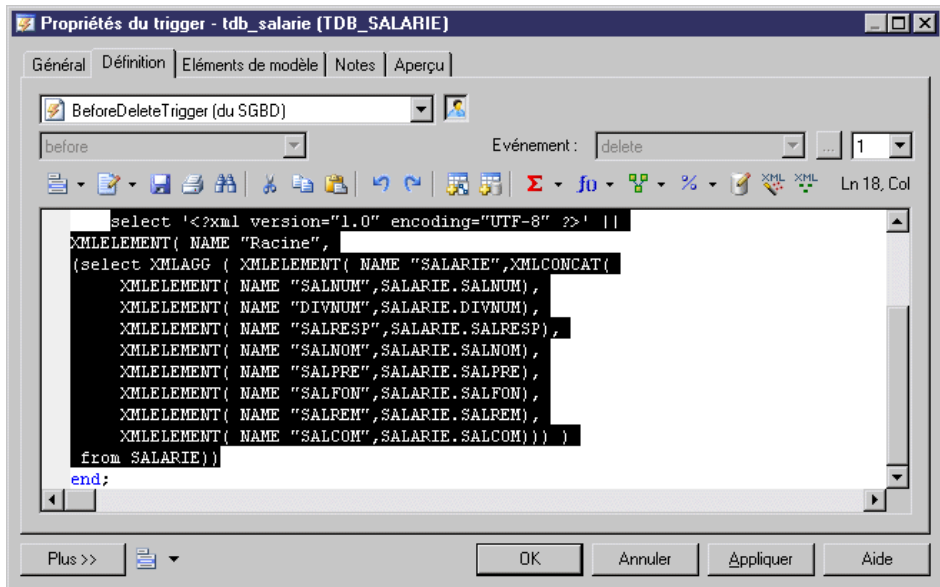 Propriétés du trigger - tdb_salarie (TDB_SALARIE)
Général Définition Eléments de modèle Notes Aperçu
BeforeDeleteTrigger (du SGBD)
before Evénement : delete ... 1
Σ f() % XML XML Ln 18, Col
select '<?xml version="1.0" encoding="UTF-8" ?>' ||
XMLELEMENT( NAME "Racine",
(select XMLAGG ( XMLELEMENT( NAME "SALARIE",XMLCONCAT(
XMLELEMENT( NAME "SALNUM",SALARIE.SALNUM),
XMLELEMENT( NAME "DIVNUM",SALARIE.DIVNUM),
XMLELEMENT( NAME "SALRESP",SALARIE.SALRESP),
XMLELEMENT( NAME "SALNOM",SALARIE.SALNOM),
XMLELEMENT( NAME "SALPRE",SALARIE.SALPRE),
XMLELEMENT( NAME "SALFON",SALARIE.SALFON),
XMLELEMENT( NAME "SALREM",SALARIE.SALREM),
XMLELEMENT( NAME "SALCOM",SALARIE.SALCOM))) )
from SALARIE))
end;
Plus >> OK Annuler Appliquer Aide